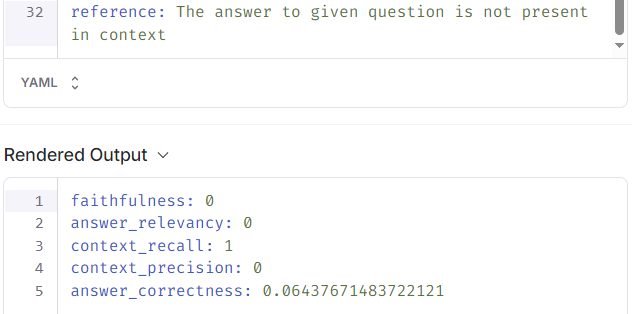 32 reference: The answer to given question is not present
in context
YAML
Rendered Output
1 faithfulness: 0
2 answer_relevancy: 0
3 context_recall: 1
4 context_precision: 0
5 answer_correctness: 0.06437671483722121